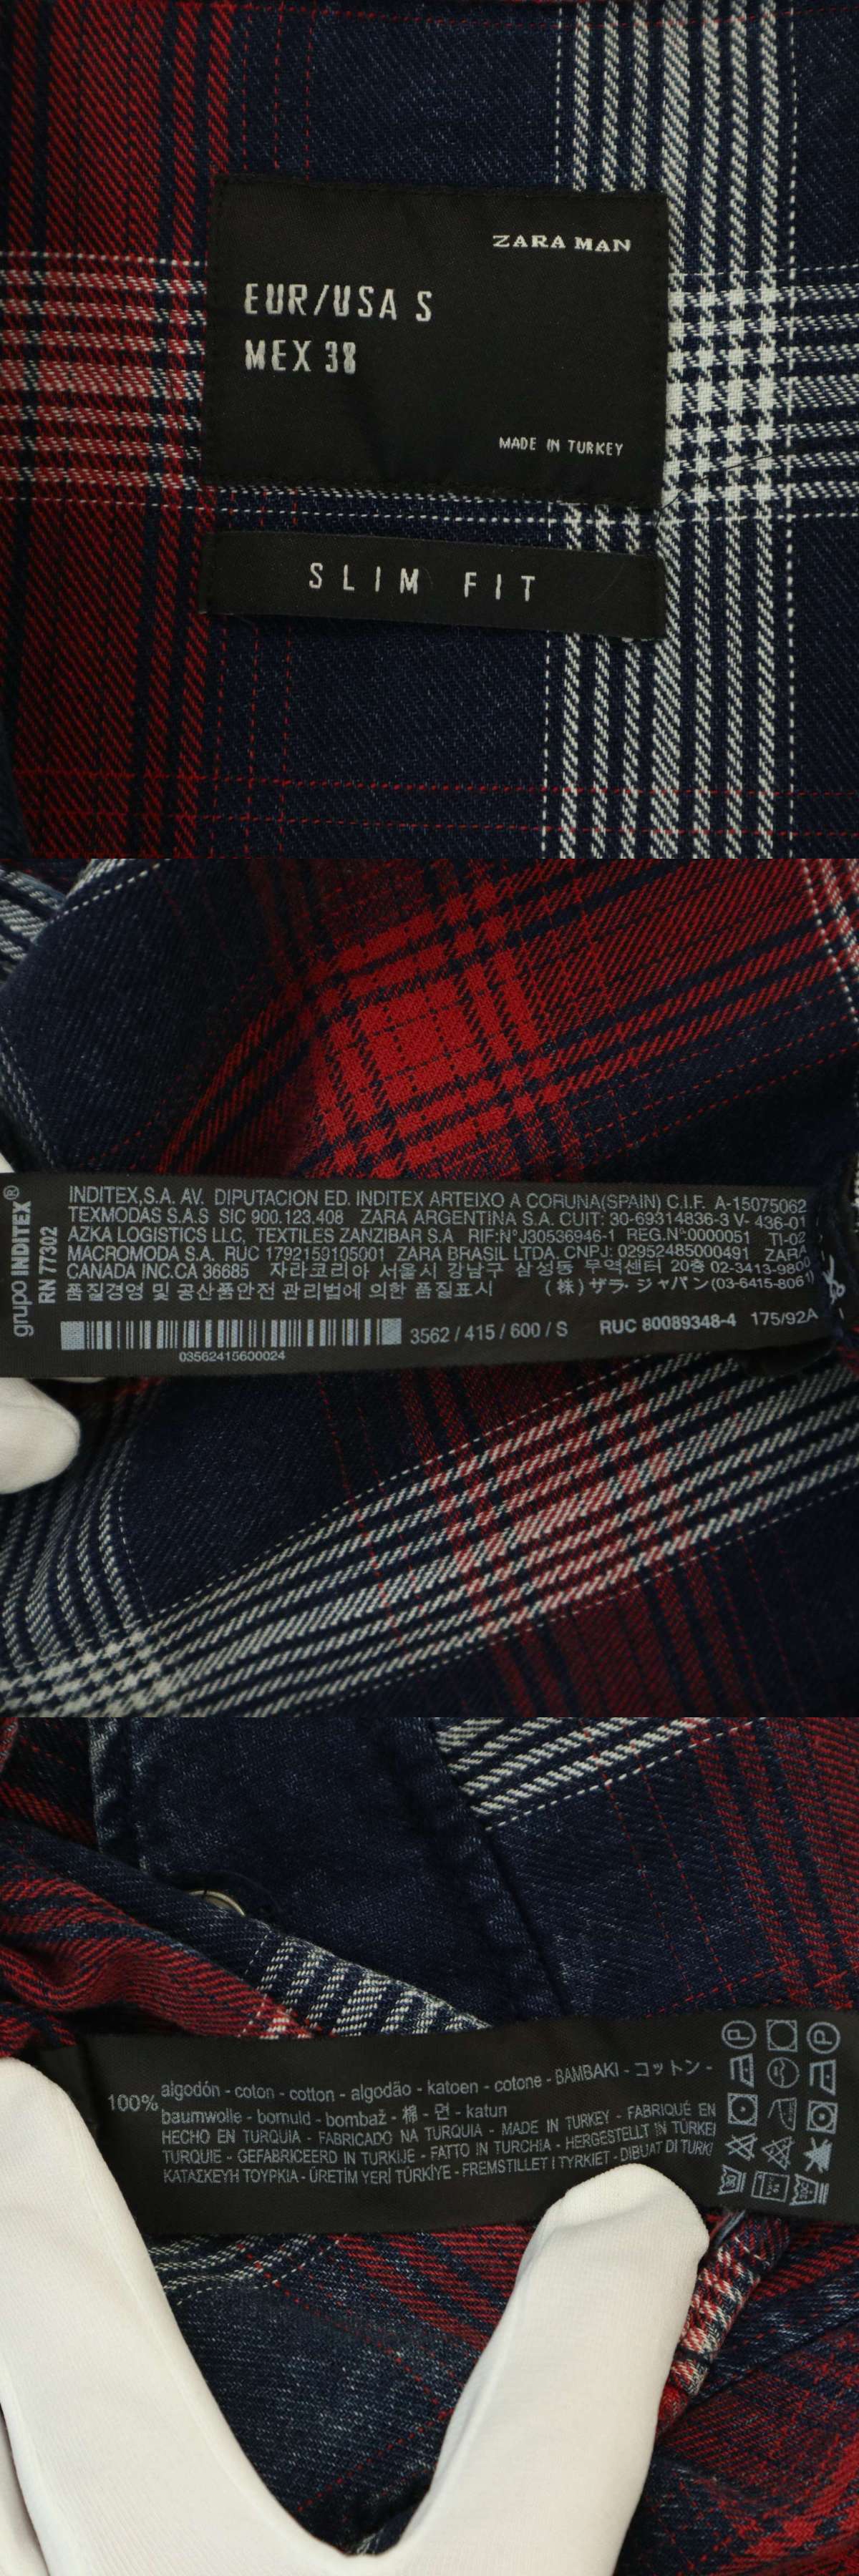 ZARA MAN
EUR/USA S
MEX 38
MADE IN TURKEY
SLIM FIT
grupo INDITEX®
RN 77302
INDITEX,S.A. AV. DIPUTACION ED. INDITEX ARTEIXO A CORUNA(SPAIN) C.I.F. A-15075062
TEXMODAS S.A.S SIC 900.123.408 ZARA ARGENTINA S.A. CUIT: 30-69314836-3 V- 436-01
AZKA LOGISTICS LLC, TEXTILES ZANZIBAR S.A RIF:N°J30536946-1 REG.N°0000051 TI-02
MACROMODA S.A. RUC 1792159105001 ZARA BRASIL LTDA. CNPJ: 02952485000491 ZARA
CANADA INC.CA 36685 자라코리아 서울시 강남구 삼성동 무역센터 20층 02-3413-9800
품질경영 및 공산품안전 관리법에 의한 품질표시 (株) ザラ・ジャパン(03-6415-8061)
3562 / 415 / 600 / S RUC 80089348-4 175/92A
03562415600024
100% algodón - coton - cotton - algodão - katoen - cotone - BAMBAKI - コットン -
baumwolle - bomuld - bombaž - 棉 - 면 - katun
HECHO EN TURQUIA - FABRICADO NA TURQUIA - MADE IN TURKEY - FABRIQUÉ EN
TURQUIE - GEFABRICEERD IN TURKIJE - FATTO IN TURCHIA - HERGESTELLT IN TÜRKEI
ΚΑΤΑΣΚΕΥΗ ΤΟΥΡΚΙΑ - ÜRETİM YERİ TÜRKİYE - FREMSTILLET I TYRKIET - DIBUAT DI TURKI